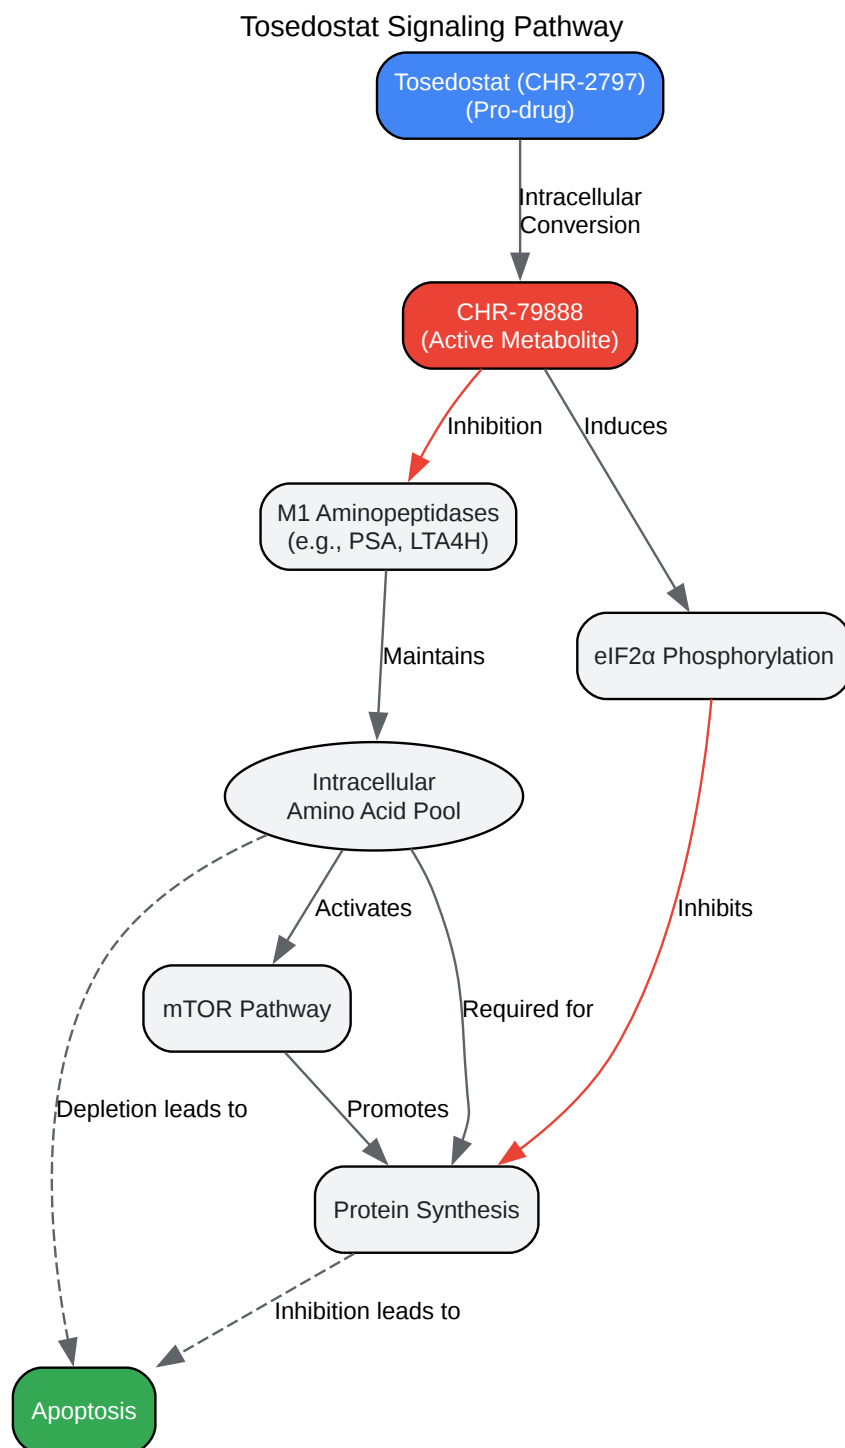 Tosedostat Signaling Pathway
Tosedostat (CHR-2797)
(Pro-drug)
Intracellular
Conversion
CHR-79888
(Active Metabolite)
Inhibition
Induces
M1 Aminopeptidases
(e.g., PSA, LTA4H)
Maintains
eIF2α Phosphorylation
Intracellular
Amino Acid Pool
Activates
Inhibits
mTOR Pathway
Required for
Depletion leads to
Promotes
Protein Synthesis
Inhibition leads to
Apoptosis